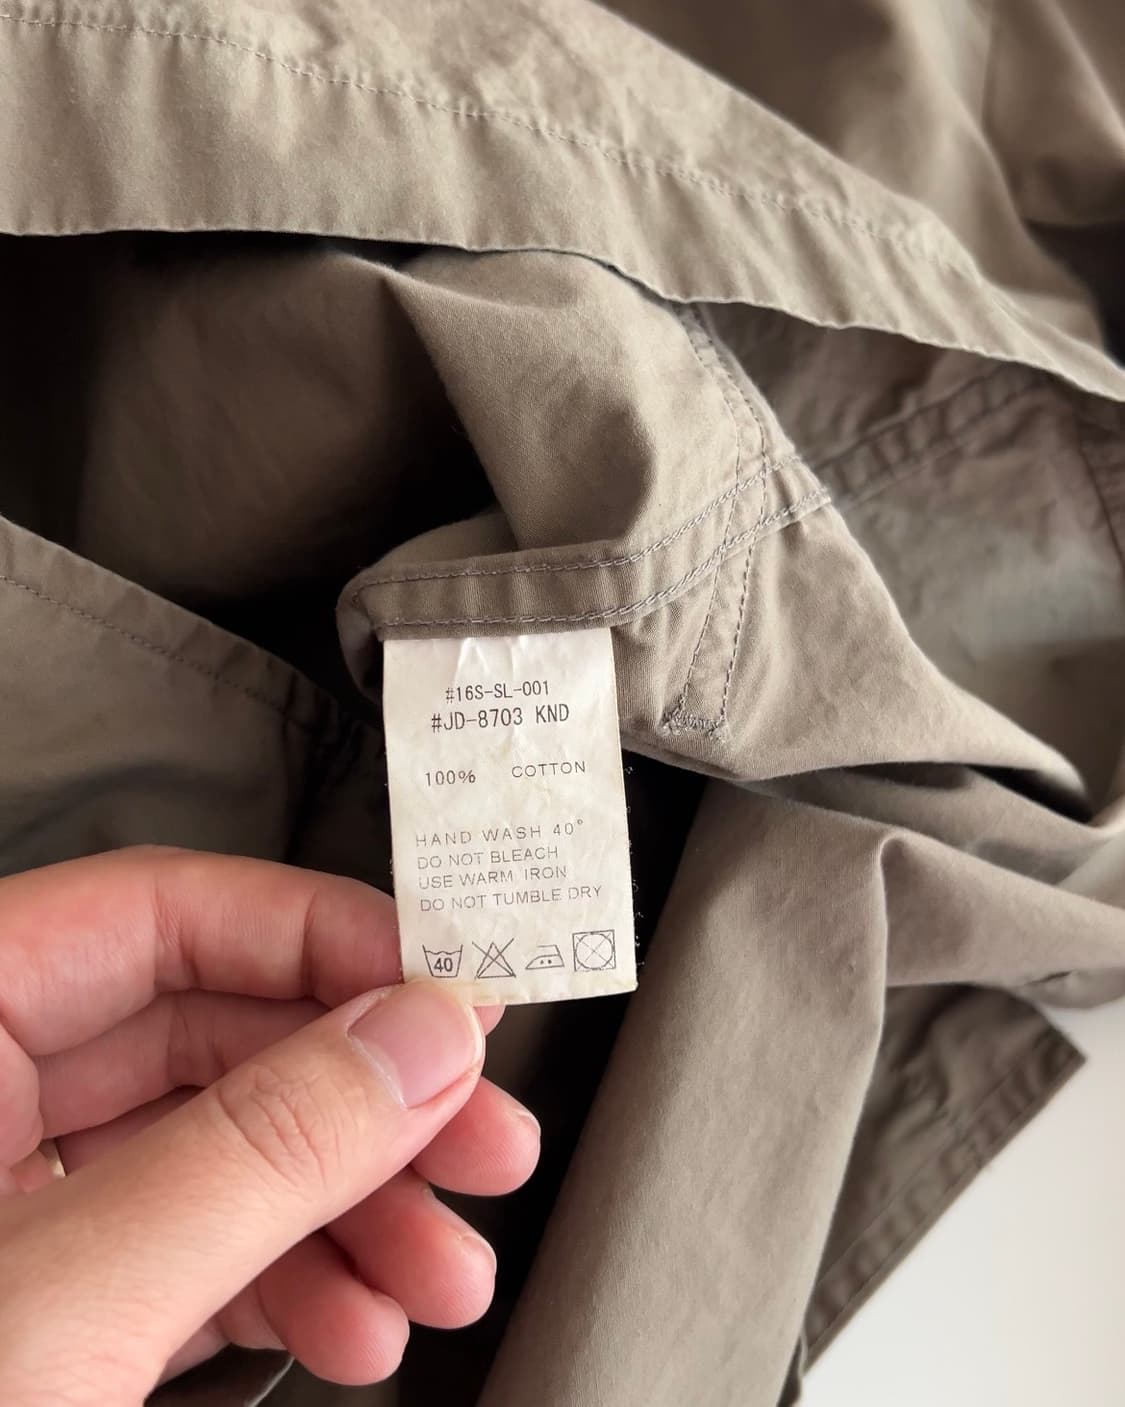 #16S-SL-001
#JD-8703 KND
100% COTTON
HAND WASH 40°
DO NOT BLEACH
USE WARM IRON
DO NOT TUMBLE DRY
40